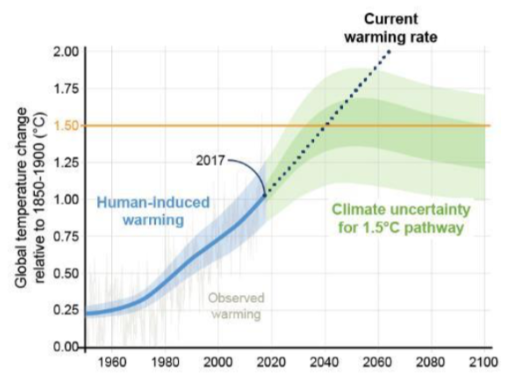 Current
warming rate
2.00
1.75
1.50
1.25
1.00
0.75
0.50
0.25
0.00
Global temperature change
relative to 1850-1900 (°C)
2017
Human-induced
warming
Climate uncertainty
for 1.5°C pathway
Observed
warming
1960 1980 2000 2020 2040 2060 2080 2100